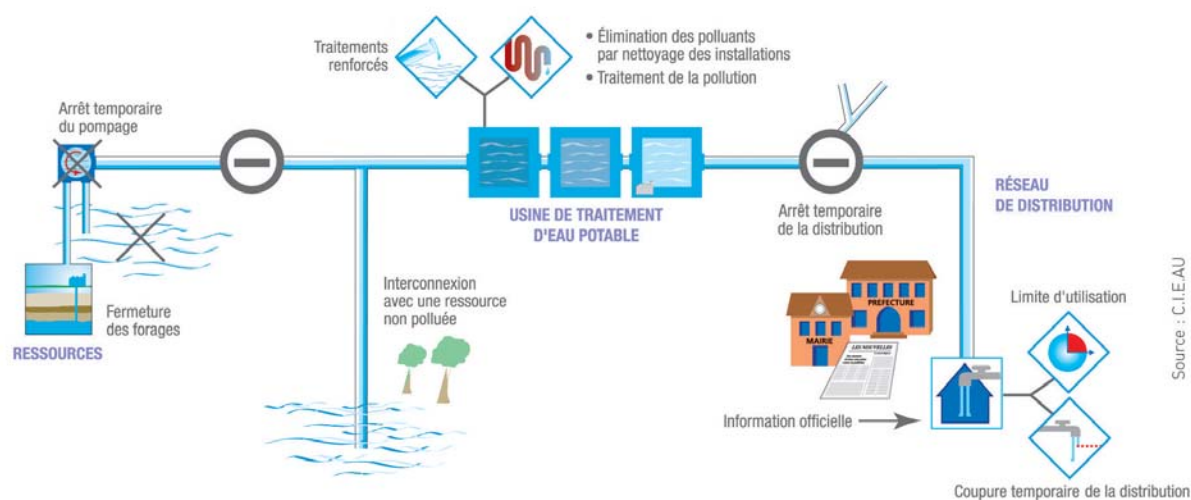 Traitements
renforcés
• Élimination des polluants
par nettoyage des installations
• Traitement de la pollution
Arrêt temporaire
du pompage
USINE DE TRAITEMENT
D'EAU POTABLE
Arrêt temporaire
de la distribution
RÉSEAU
DE DISTRIBUTION
Fermeture
des forages
RESSOURCES
Interconnexion
avec une ressource
non polluée
PREFECTURE
MAIRIE
LES NOUVELLES
Limite d'utilisation
Information officielle
Coupure temporaire de la distribution
Source : C.I.E.AU